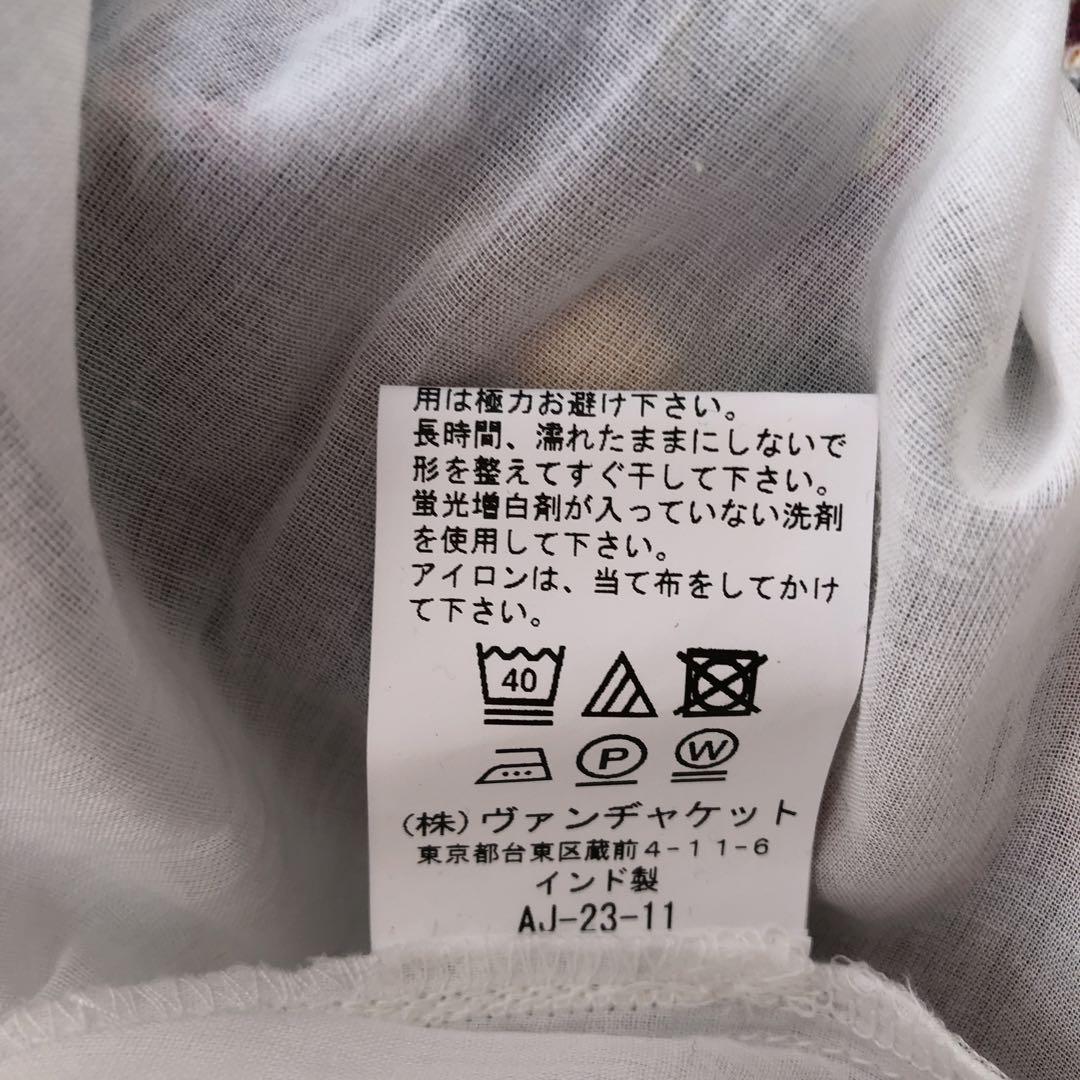 用は極力お避け下さい。
長時間、濡れたままにしないで
形を整えてすぐ干して下さい。
蛍光増白剤が入っていない洗剤
を使用して下さい。
アイロンは、当て布をしてかけ
て下さい。
40
P W
(株)ヴァンヂャケット
東京都台東区蔵前4-11-6
インド製
AJ-23-11